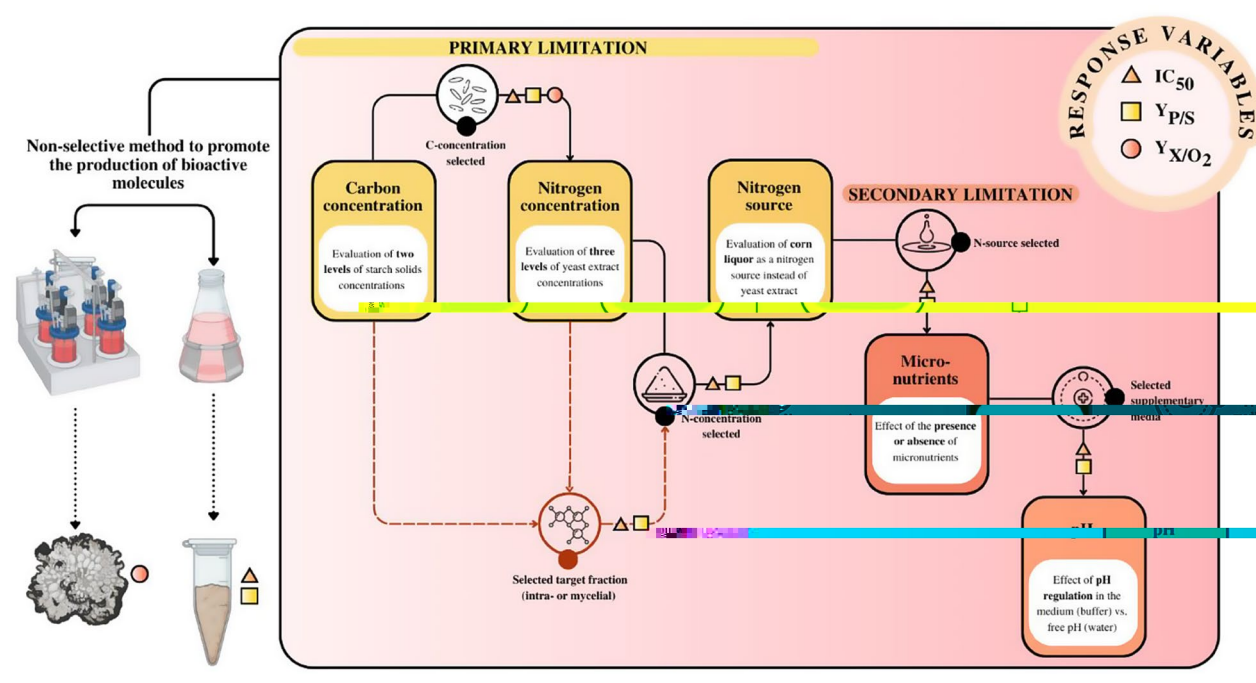 PRIMARY LIMITATION
RESPONSE VARIABLES
IC50
YP/S
YX/O2
Non-selective method to promote
the production of bioactive
molecules
C-concentration
selected
Carbon
concentration
Evaluation of two
levels of starch solids
concentrations
Nitrogen
concentration
Evaluation of three
levels of yeast extract
concentrations
Nitrogen
source
Evaluation of corn
liquor as a nitrogen
source instead of
yeast extract
SECONDARY LIMITATION
N-source selected
Micro-
nutrients
Effect of the presence
or absence of
micronutrients
Selected
supplementary
media
N-concentration
selected
Selected target fraction
(intra- or mycelial)
pH
Effect of pH
regulation in the
medium (buffer) vs.
free pH (water)